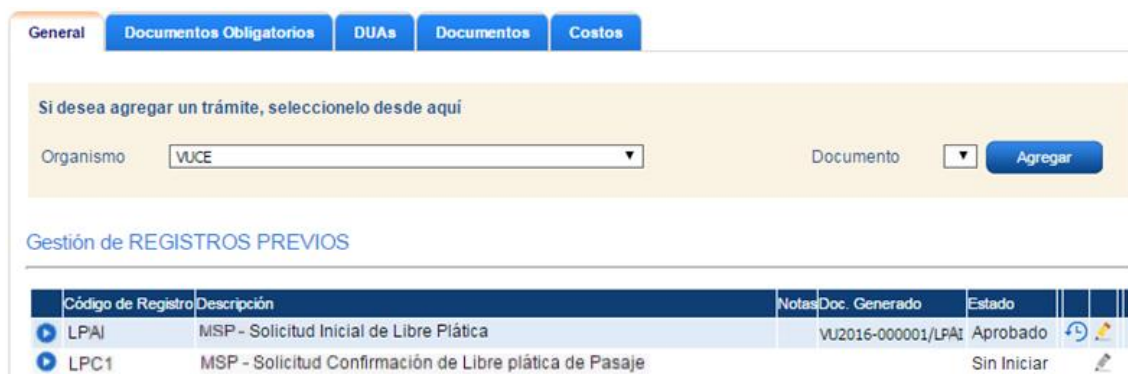 General Documentos Obligatorios DUAs Documentos Costos
Si desea agregar un trámite, seleccionelo desde aquí
Organismo VUCE Documento Agregar
Gestión de REGISTROS PREVIOS
Código de Registro Descripción Notas Doc. Generado Estado
LPAI MSP - Solicitud Inicial de Libre Plática VU2016-000001/LPAI Aprobado
LPC1 MSP - Solicitud Confirmación de Libre plática de Pasaje Sin Iniciar